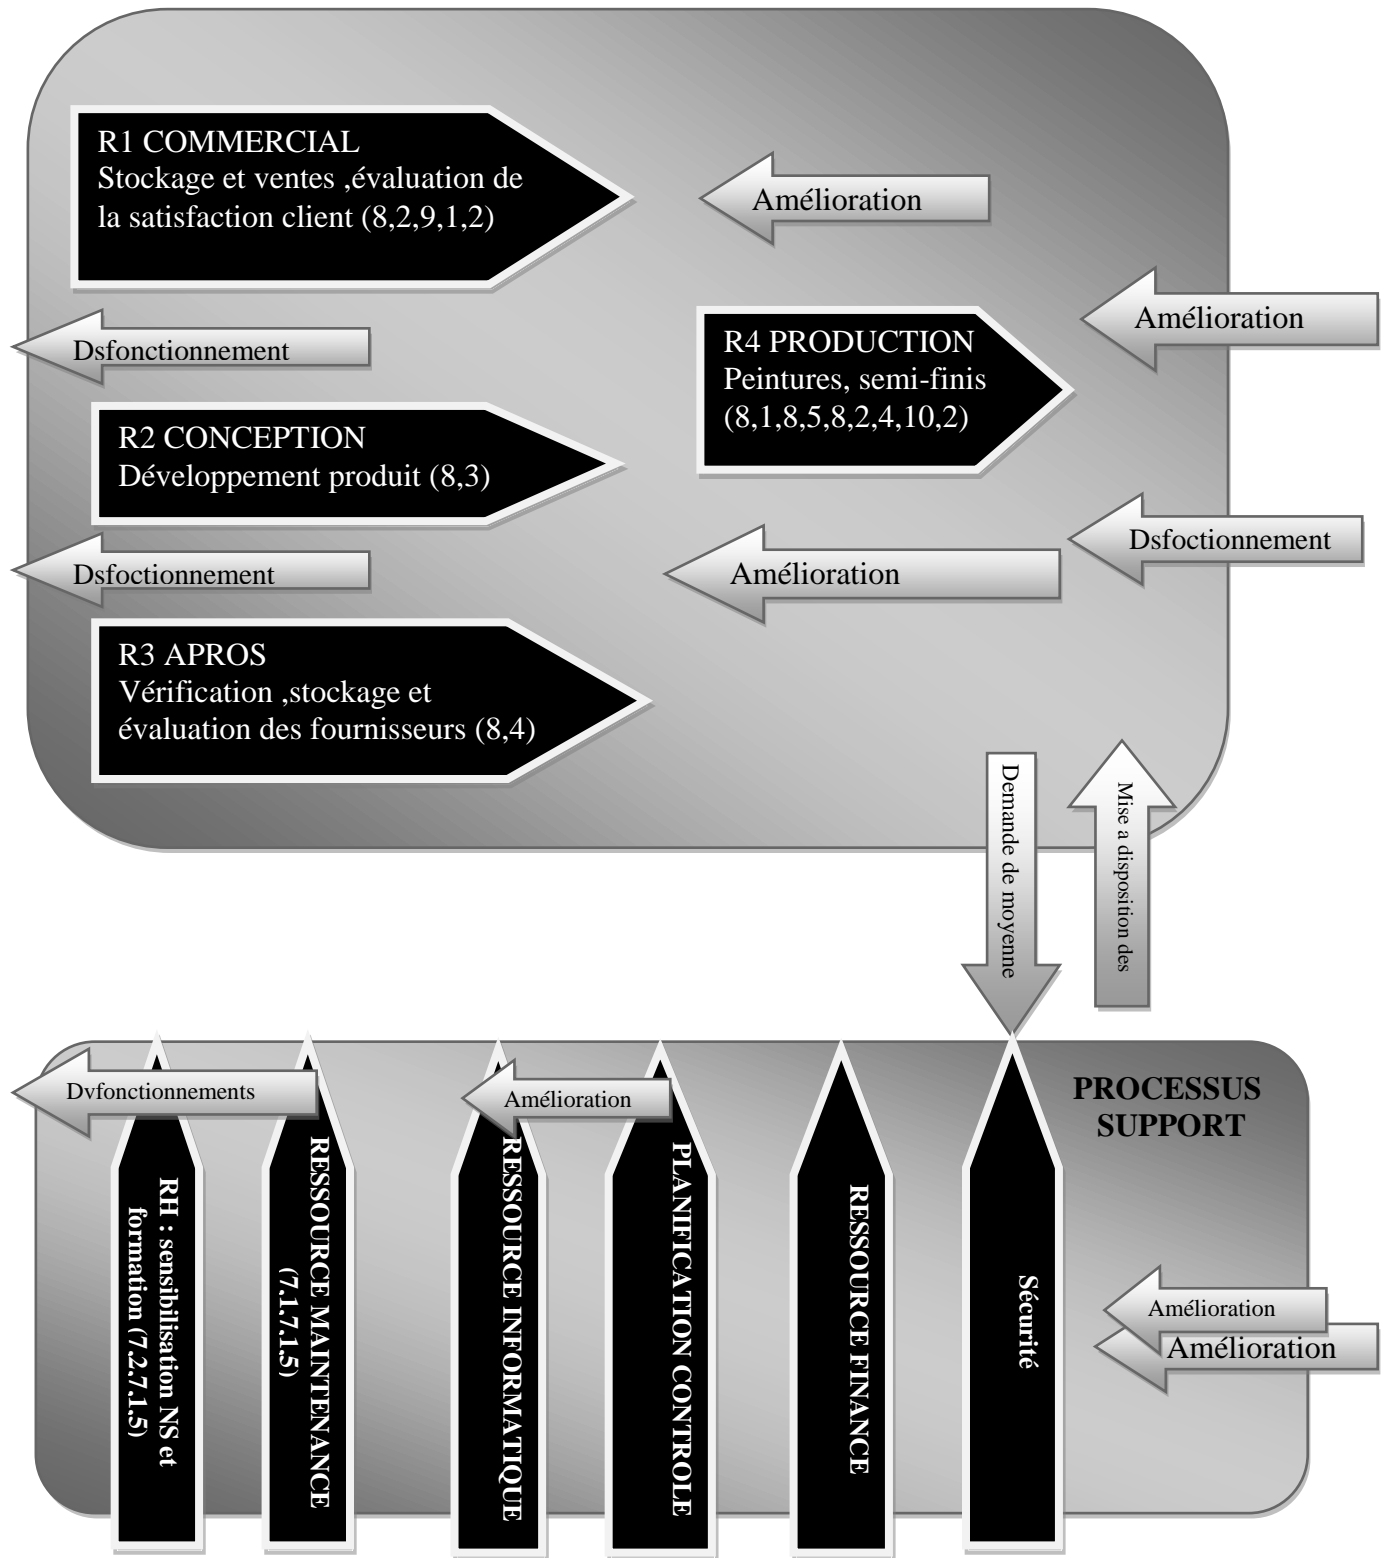 R1 COMMERCIAL
Stockage et ventes ,évaluation de
la satisfaction client (8,2,9,1,2)
Amélioration
Amélioration
Dsfonctionnement
R4 PRODUCTION
Peintures, semi-finis
(8,1,8,5,8,2,4,10,2)
R2 CONCEPTION
Développement produit (8,3)
Dsfoctionnement
Dsfoctionnement
Amélioration
R3 APROS
Vérification ,stockage et
évaluation des fournisseurs (8,4)
Demande de moyenne
Mise a disposition des
Dvfonctionnements
Amélioration
PROCESSUS
SUPPORT
RH : sensibilisation NS et
formation (7.2.7.1.5)
RESSOURCE MAINTENANCE
(7.1.7.1.5)
RESSOURCE INFORMATIQUE
PLANIFICATION CONTROLE
RESSOURCE FINANCE
Sécurité
Amélioration
Amélioration